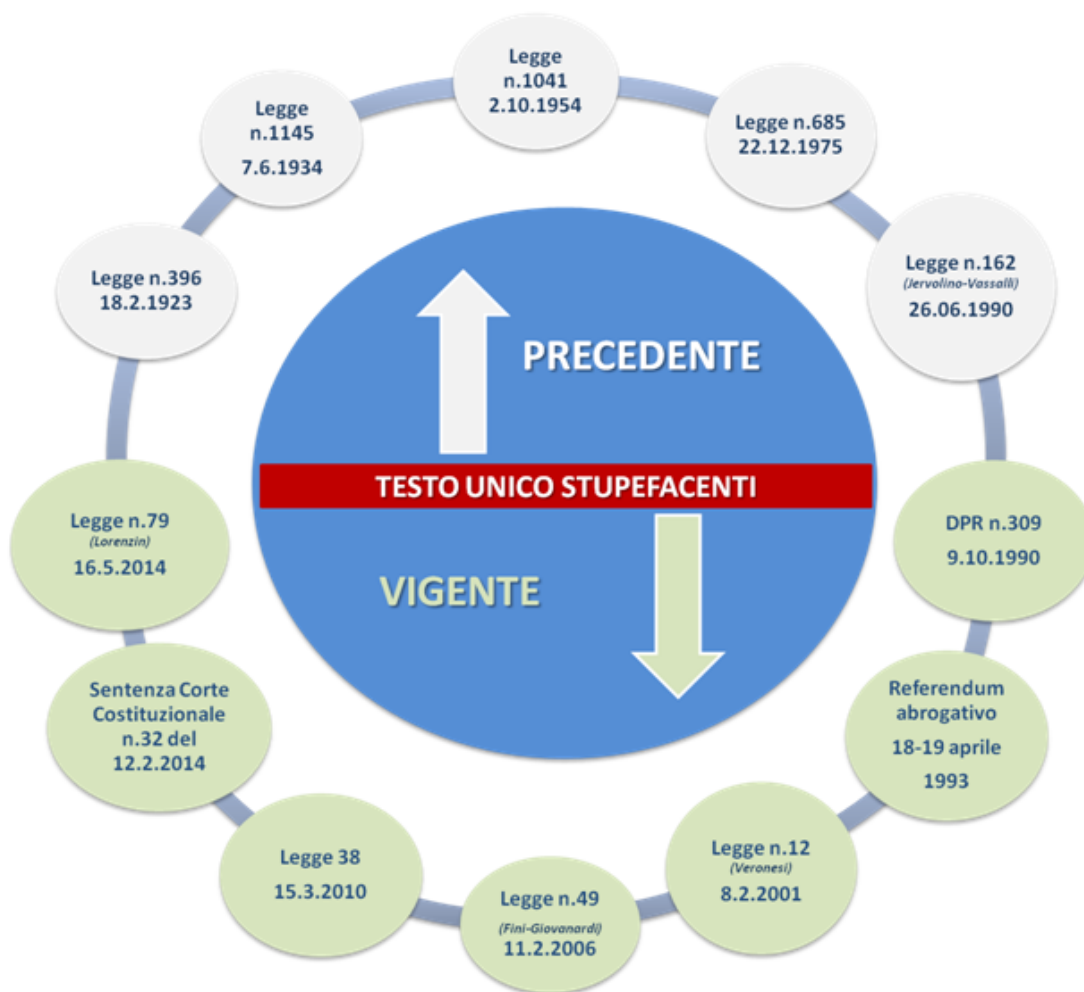 Legge
n.1041
2.10.1954
Legge
n.1145
7.6.1934
Legge n.685
22.12.1975
Legge n.396
18.2.1923
Legge n.162
(Jervolino-Vassalli)
26.06.1990
PRECEDENTE
TESTO UNICO STUPEFACENTI
VIGENTE
Legge n.79
(Lorenzin)
16.5.2014
DPR n.309
9.10.1990
Sentenza Corte
Costituzionale
n.32 del
12.2.2014
Referendum
abrogativo
18-19 aprile
1993
Legge 38
15.3.2010
Legge n.12
(Veronesi)
8.2.2001
Legge n.49
(Fini-Giovanardi)
11.2.2006